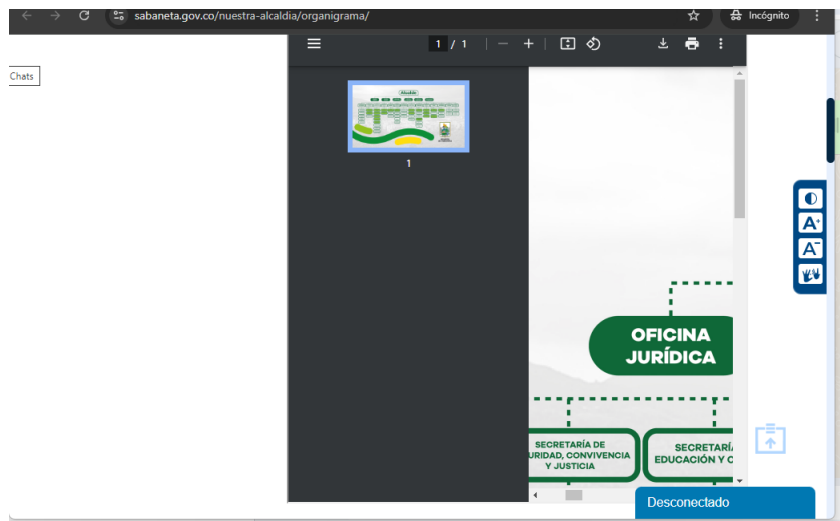 sabaneta.gov.co/nuestra-alcaldia/organigrama/
Incógnito
1 / 1
Chats
Alcaldía
1
A+
A-
OFICINA
JURÍDICA
SECRETARÍA DE
URIDAD, CONVIVENCIA
Y JUSTICIA
SECRETARÍA
EDUCACIÓN Y C
Desconectado